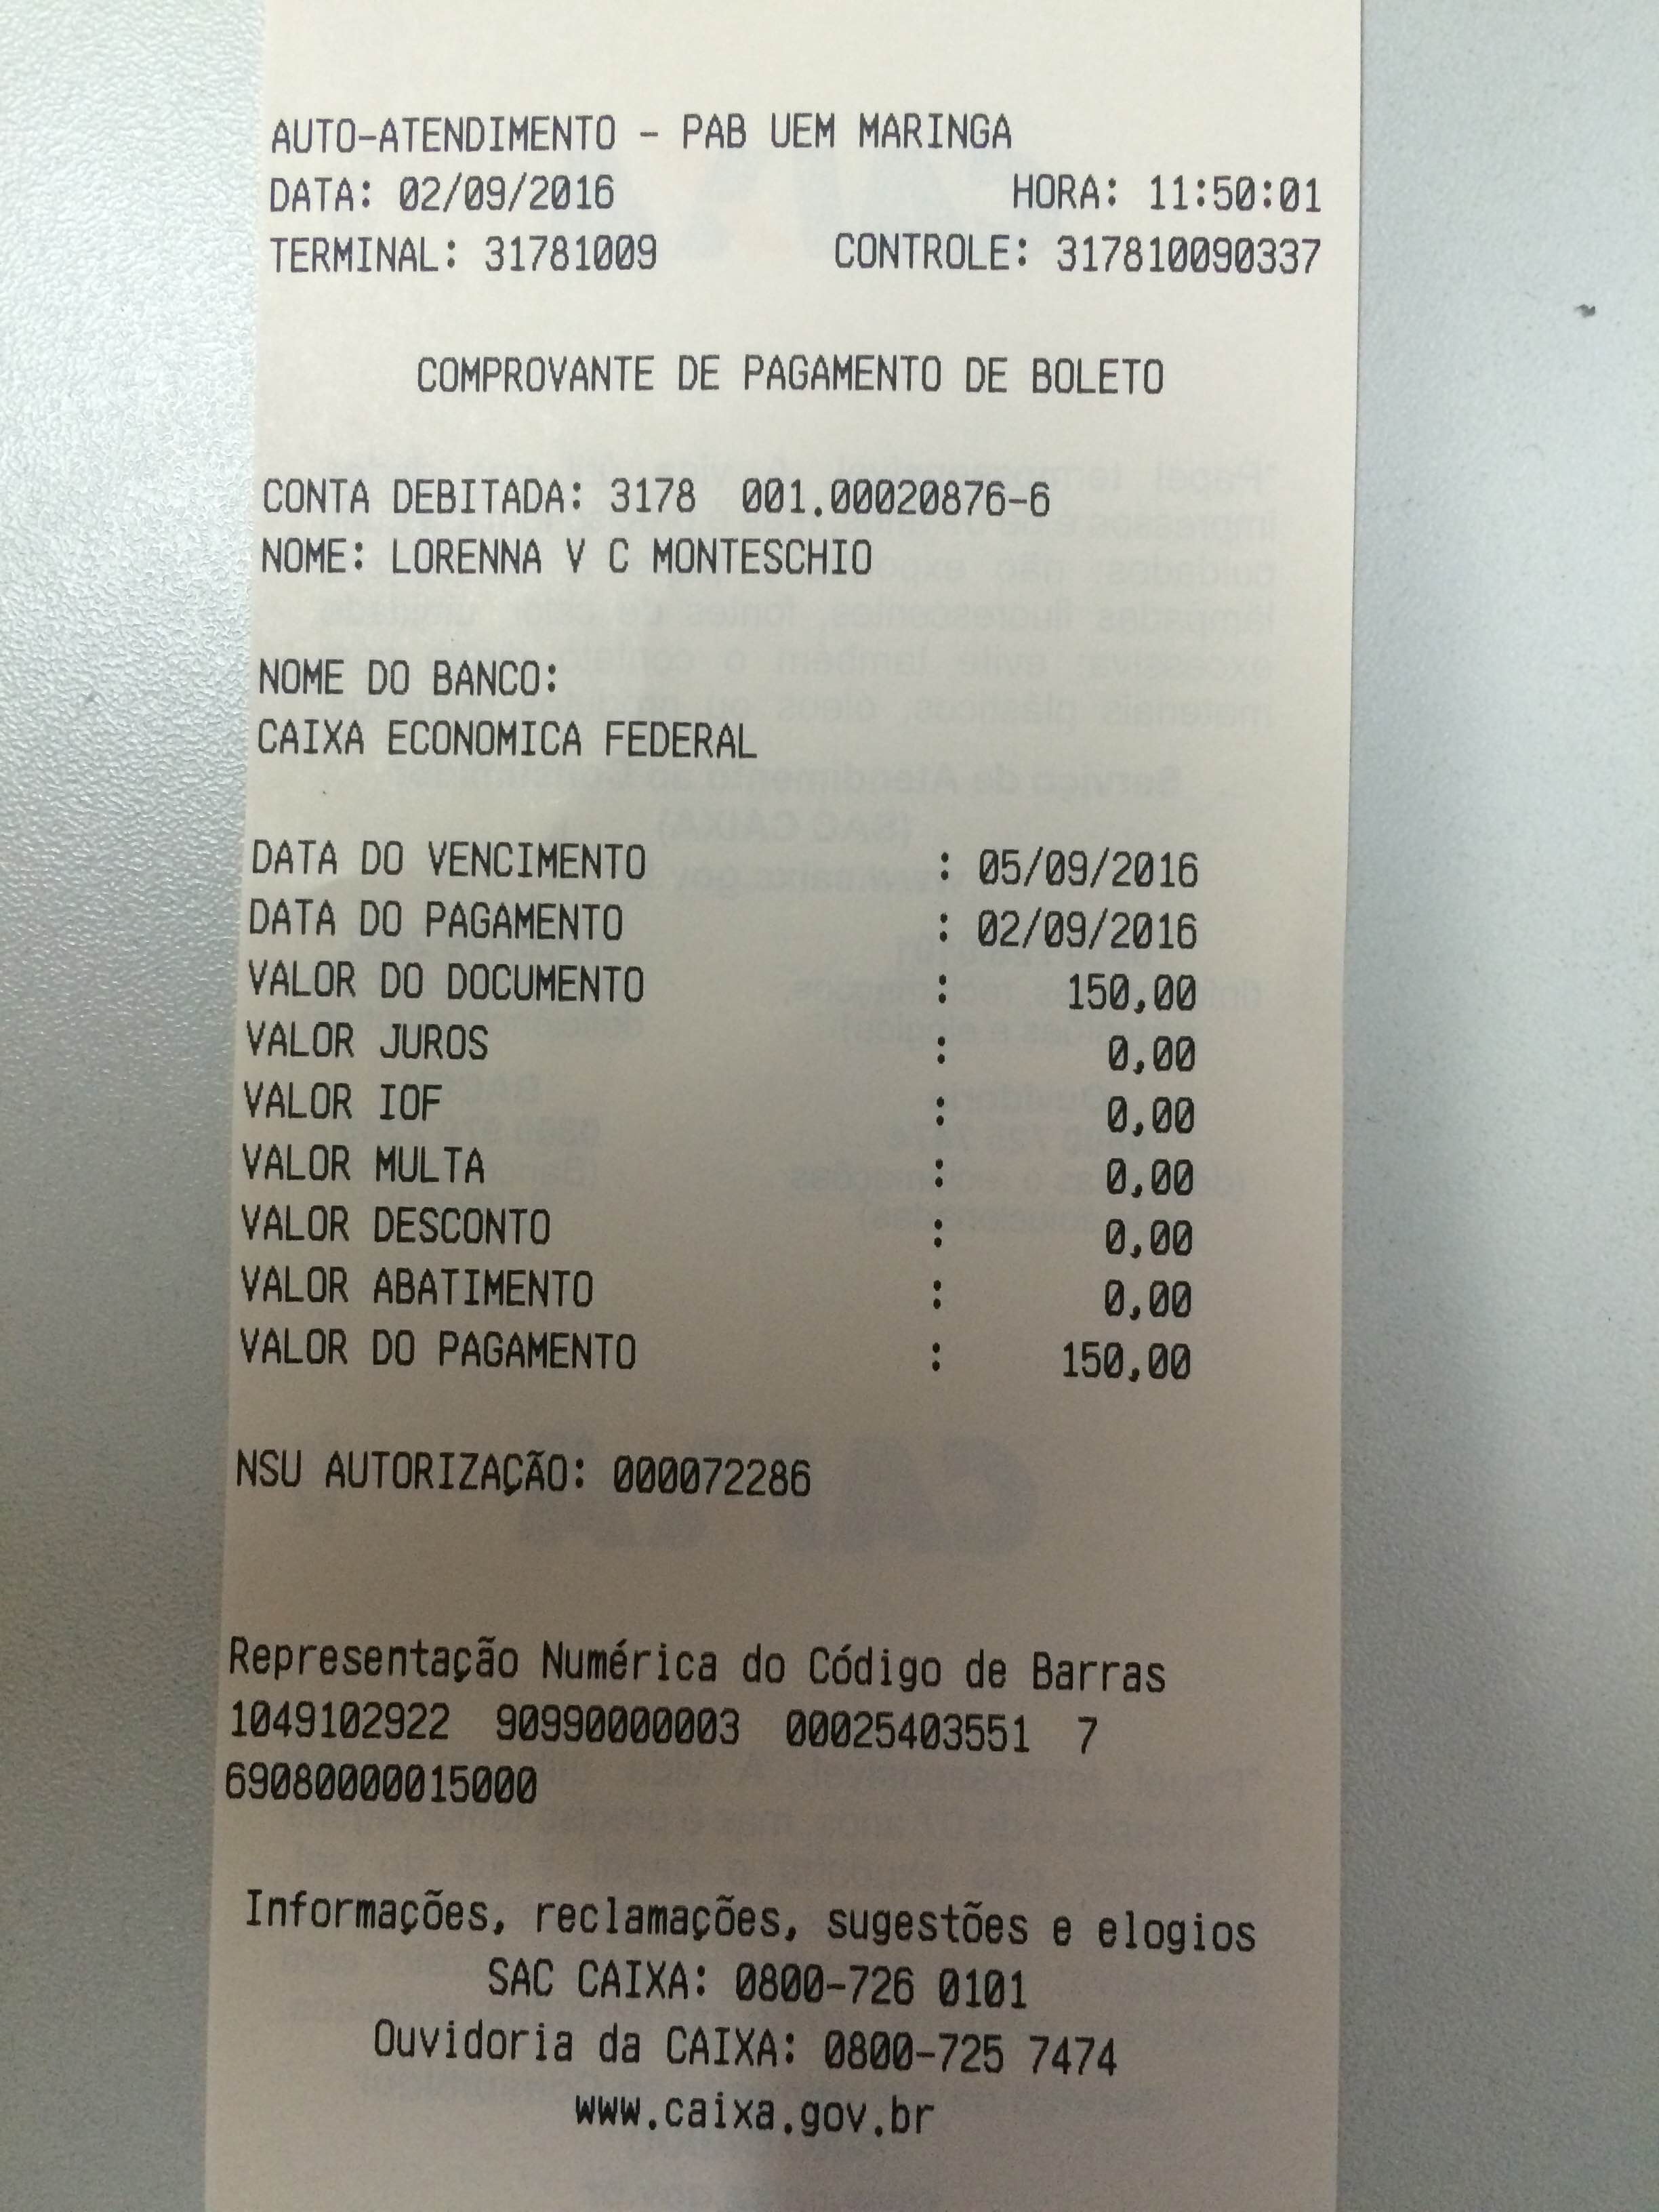 AUTO-ATENDIMENTO - PAB UEM MARINGA
DATA: 02/09/2016 HORA: 11:50:01
TERMINAL: 31781009 CONTROLE: 317810090337
COMPROVANTE DE PAGAMENTO DE BOLETO
CONTA DEBITADA: 3178 001.00020876-6
NOME: LORENNA V C MONTESCHIO
NOME DO BANCO:
CAIXA ECONOMICA FEDERAL
DATA DO VENCIMENTO : 05/09/2016
DATA DO PAGAMENTO : 02/09/2016
VALOR DO DOCUMENTO : 150,00
VALOR JUROS : 0,00
VALOR IOF : 0,00
VALOR MULTA : 0,00
VALOR DESCONTO : 0,00
VALOR ABATIMENTO : 0,00
VALOR DO PAGAMENTO : 150,00
NSU AUTORIZAÇÃO: 000072286
Representação Numérica do Código de Barras
1049102922 90990000003 00025403551 7
69080000015000
Informações, reclamações, sugestões e elogios
SAC CAIXA: 0800-726 0101
Ouvidoria da CAIXA: 0800-725 7474
www.caixa.gov.br